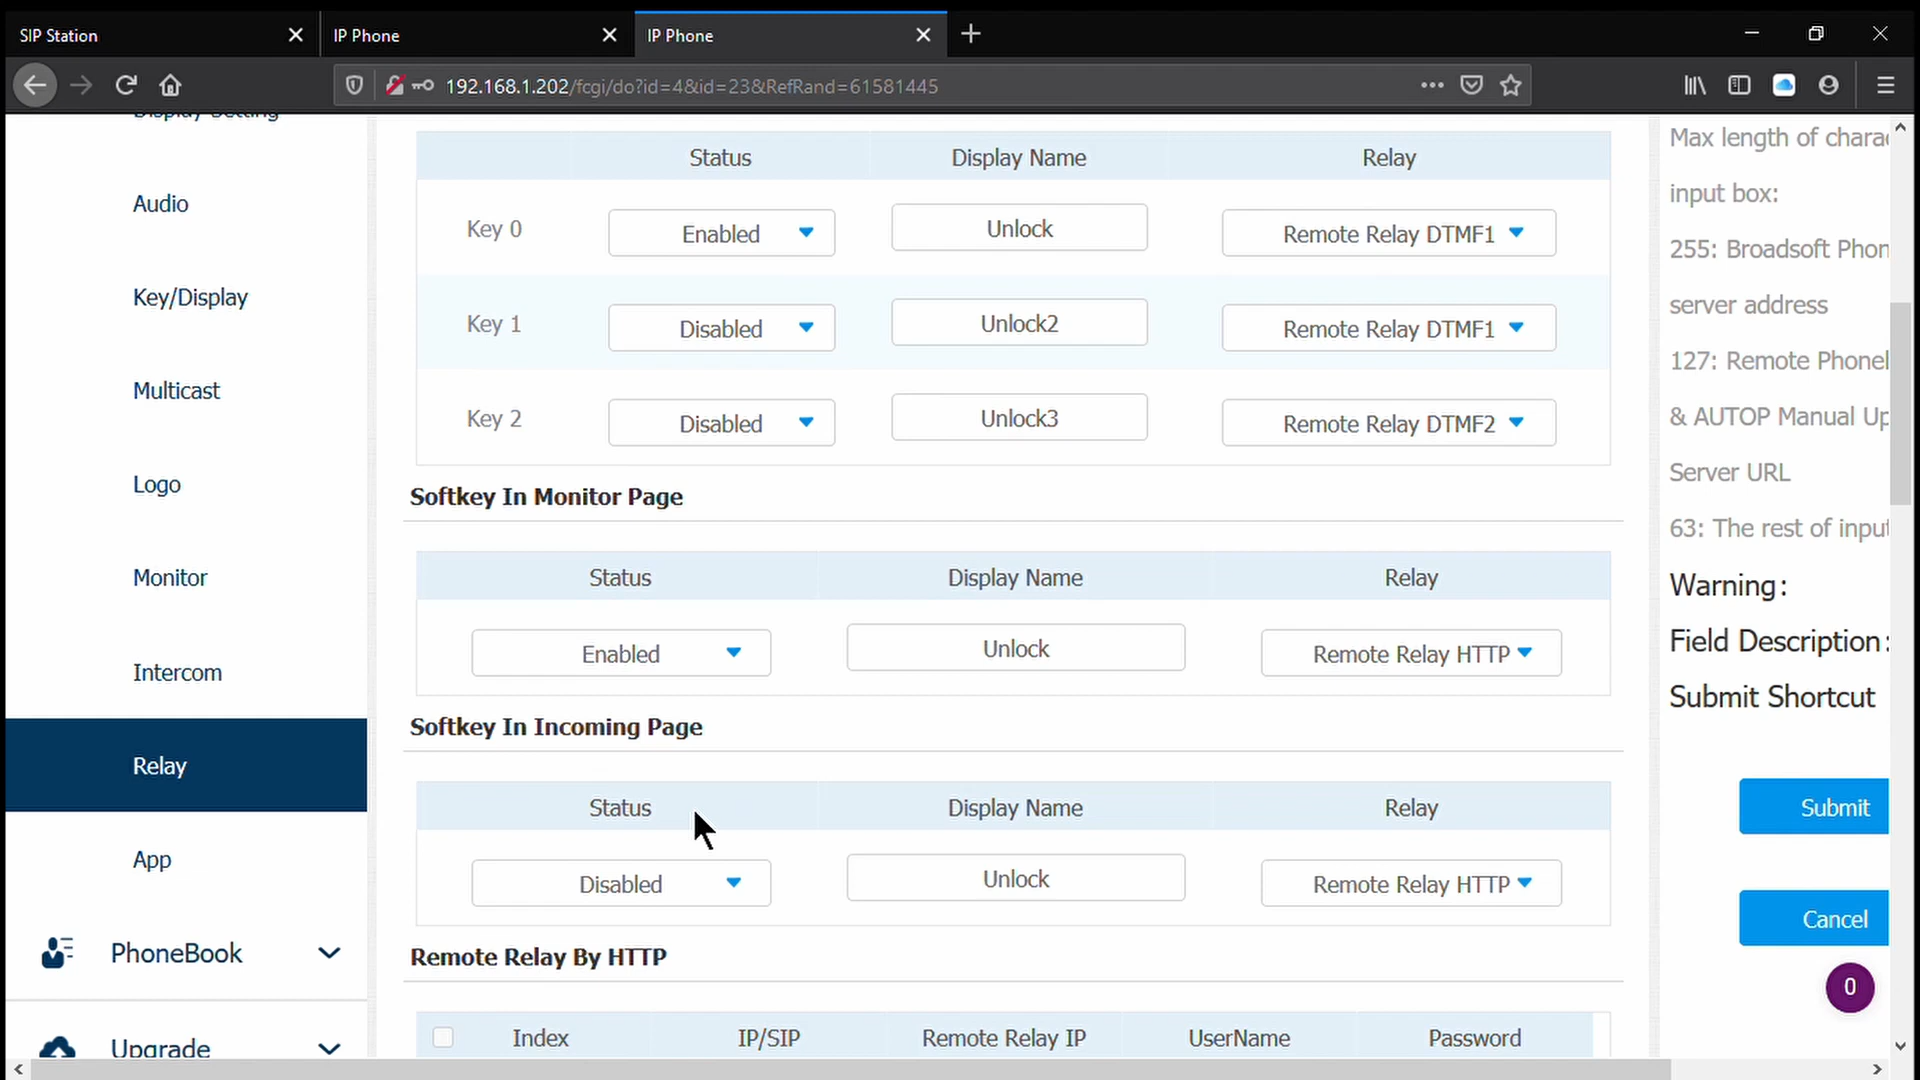 SIP Station
IP Phone
IP Phone
192.168.1.202/fcgi/do?id=4&id=23&RefRand=61581445
Display Setting
Audio
Key/Display
Multicast
Logo
Monitor
Intercom
Relay
App
PhoneBook
Upgrade
Status Display Name Relay
Key 0 Enabled Unlock Remote Relay DTMF1
Key 1 Disabled Unlock2 Remote Relay DTMF1
Key 2 Disabled Unlock3 Remote Relay DTMF2
Softkey In Monitor Page
Status Display Name Relay
Enabled Unlock Remote Relay HTTP
Softkey In Incoming Page
Status Display Name Relay
Disabled Unlock Remote Relay HTTP
Remote Relay By HTTP
Index IP/SIP Remote Relay IP UserName Password
Max length of charac
input box:
255: Broadsoft Phon
server address
127: Remote Phonel
& AUTOP Manual Up
Server URL
63: The rest of input
Warning:
Field Description:
Submit Shortcut
Submit
Cancel
0